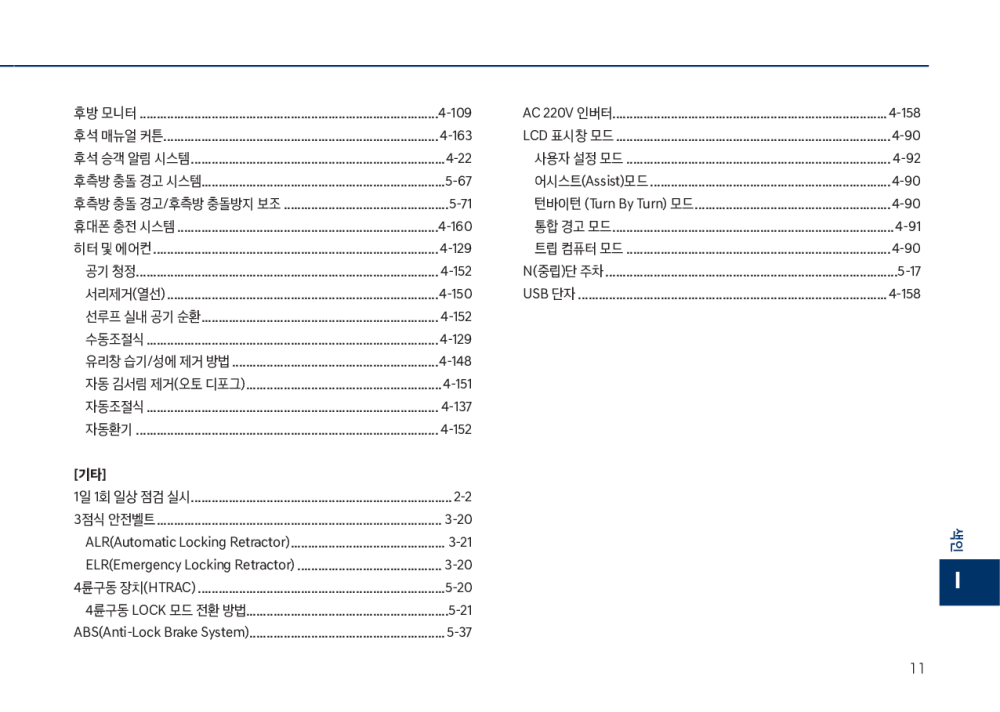 후방 모니터 ........................................................................................4-109
후석 매뉴얼 커튼................................................................................. 4-163
후석 승객 알림 시스템...........................................................................4-22
후측방 충돌 경고 시스템.......................................................................5-67
후측방 충돌 경고/후측방 충돌방지 보조 ................................................5-71
휴대폰 충전 시스템 ............................................................................4-160
히터 및 에어컨................................................................................... 4-129
공기 청정........................................................................................ 4-152
서리제거(열선) ...............................................................................4-150
선루프 실내 공기 순환..................................................................... 4-152
수동조절식 ..................................................................................... 4-129
유리창 습기/성에 제거 방법 ............................................................4-148
자동 김서림 제거(오토 디포그)......................................................... 4-151
자동조절식 ..................................................................................... 4-137
자동환기 ........................................................................................ 4-152
[기타]
1일 1회 일상 점검 실시............................................................................ 2-2
3점식 안전벨트................................................................................... 3-20
ALR(Automatic Locking Retractor)............................................. 3-21
ELR(Emergency Locking Retractor) .......................................... 3-20
4륜구동 장치(HTRAC) ........................................................................5-20
4륜구동 LOCK 모드 전환 방법...........................................................5-21
ABS(Anti-Lock Brake System)......................................................... 5-37
AC 220V 인버터................................................................................ 4-158
LCD 표시창 모드 ................................................................................4-90
사용자 설정 모드 ............................................................................. 4-92
어시스트(Assist)모드......................................................................4-90
턴바이턴 (Turn By Turn) 모드.........................................................4-90
통합 경고 모드..................................................................................4-91
트립 컴퓨터 모드 .............................................................................4-90
N(중립)단 주차.....................................................................................5-17
USB 단자 .......................................................................................... 4-158
색인
I
11